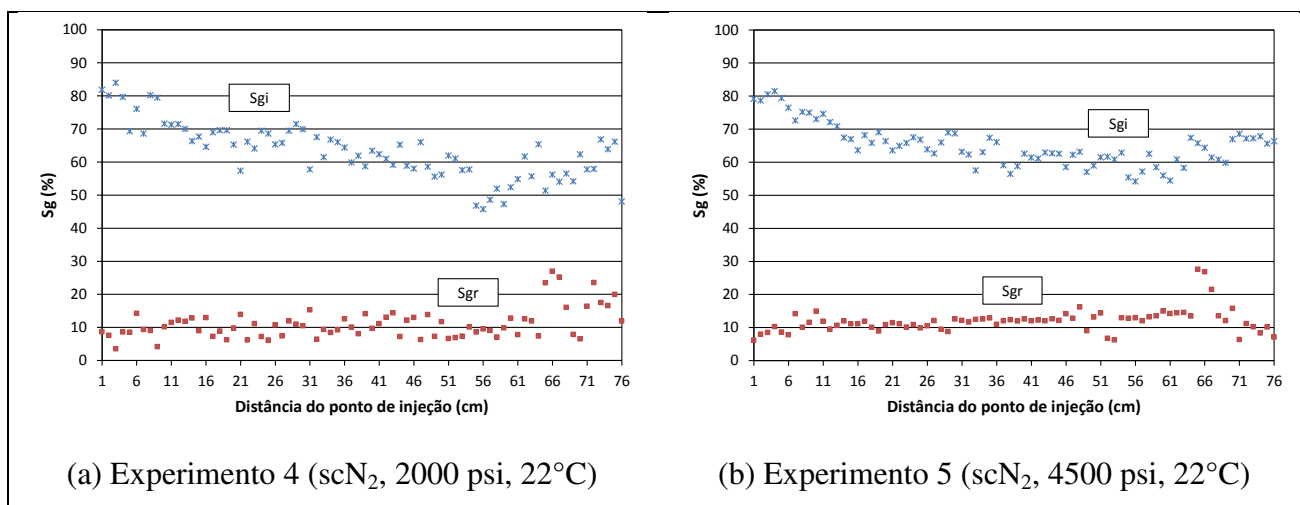 100
90
80
70
60
50
40
30
20
10
0
Sg (%)
Sgi
Sgr
1 6 11 16 21 26 31 36 41 46 51 56 61 66 71 76
Distância do ponto de injeção (cm)
(a) Experimento 4 (scN₂, 2000 psi, 22°C)
100
90
80
70
60
50
40
30
20
10
0
Sg (%)
Sgi
Sgr
1 6 11 16 21 26 31 36 41 46 51 56 61 66 71 76
Distância do ponto de injeção (cm)
(b) Experimento 5 (scN₂, 4500 psi, 22°C)